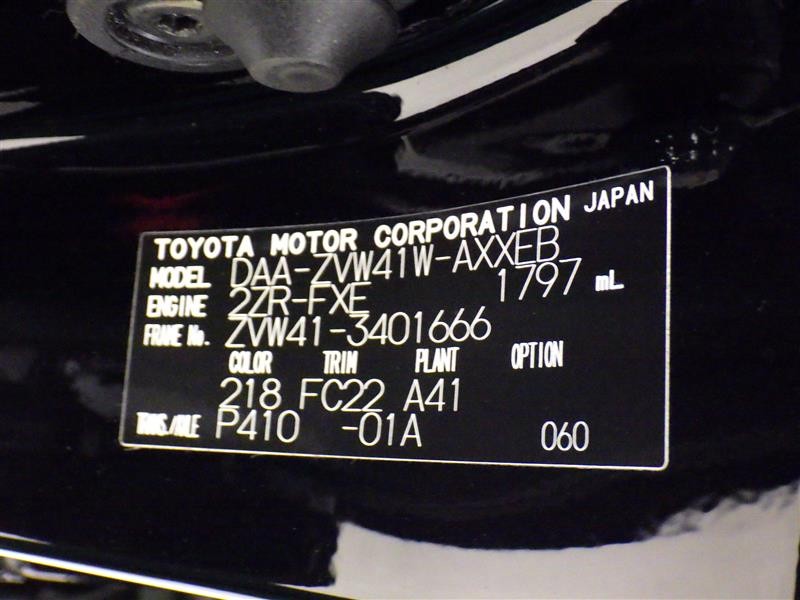 TOYOTA MOTOR CORPORATION JAPAN
MODEL DAA-ZVW41W-AXXEB
ENGINE 2ZR-FXE 1797 mL
FRAME No. ZVW41-3401666
COLOR TRIM PLANT OPTION
218 FC22 A41
TRANS./AXLE P410 -01A 060